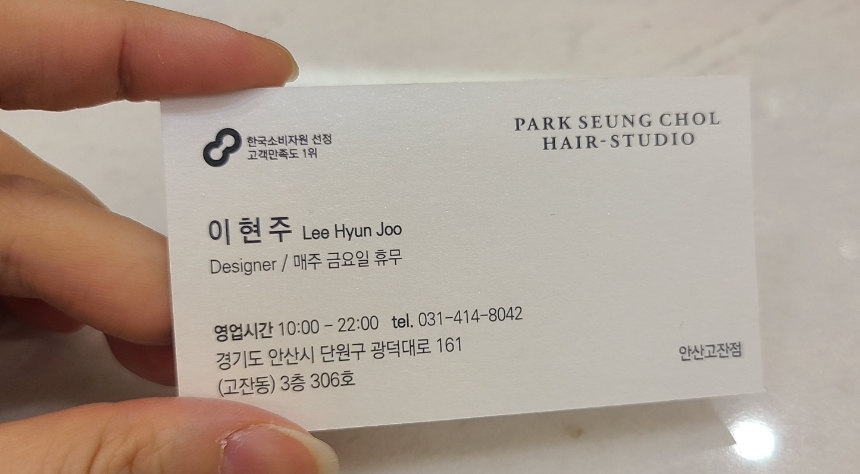 한국소비자원 선정
고객만족도 1위
PARK SEUNG CHOL
HAIR-STUDIO
이현주 Lee Hyun Joo
Designer / 매주 금요일 휴무
영업시간 10:00 - 22:00 tel. 031-414-8042
경기도 안산시 단원구 광덕대로 161
(고잔동) 3층 306호
안산고잔점